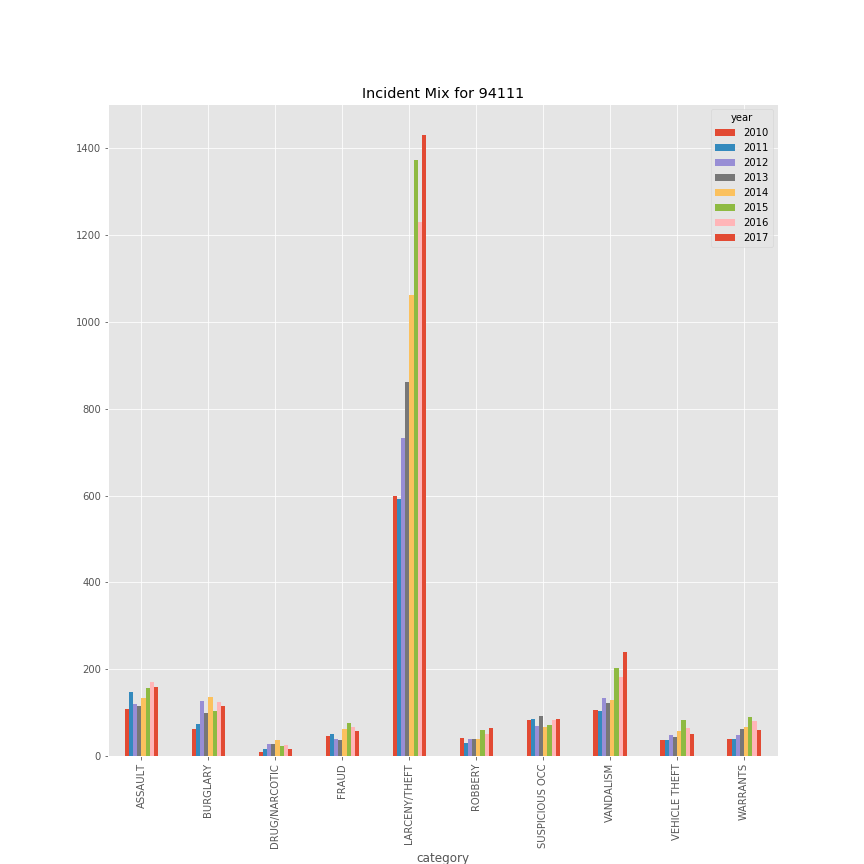 Incident Mix for 94111
year
2010
2011
2012
2013
2014
2015
2016
2017
1400
1200
1000
800
600
400
200
0
ASSAULT
BURGLARY
DRUG/NARCOTIC
FRAUD
LARCENY/THEFT
ROBBERY
SUSPICIOUS OCC
VANDALISM
VEHICLE THEFT
WARRANTS
category